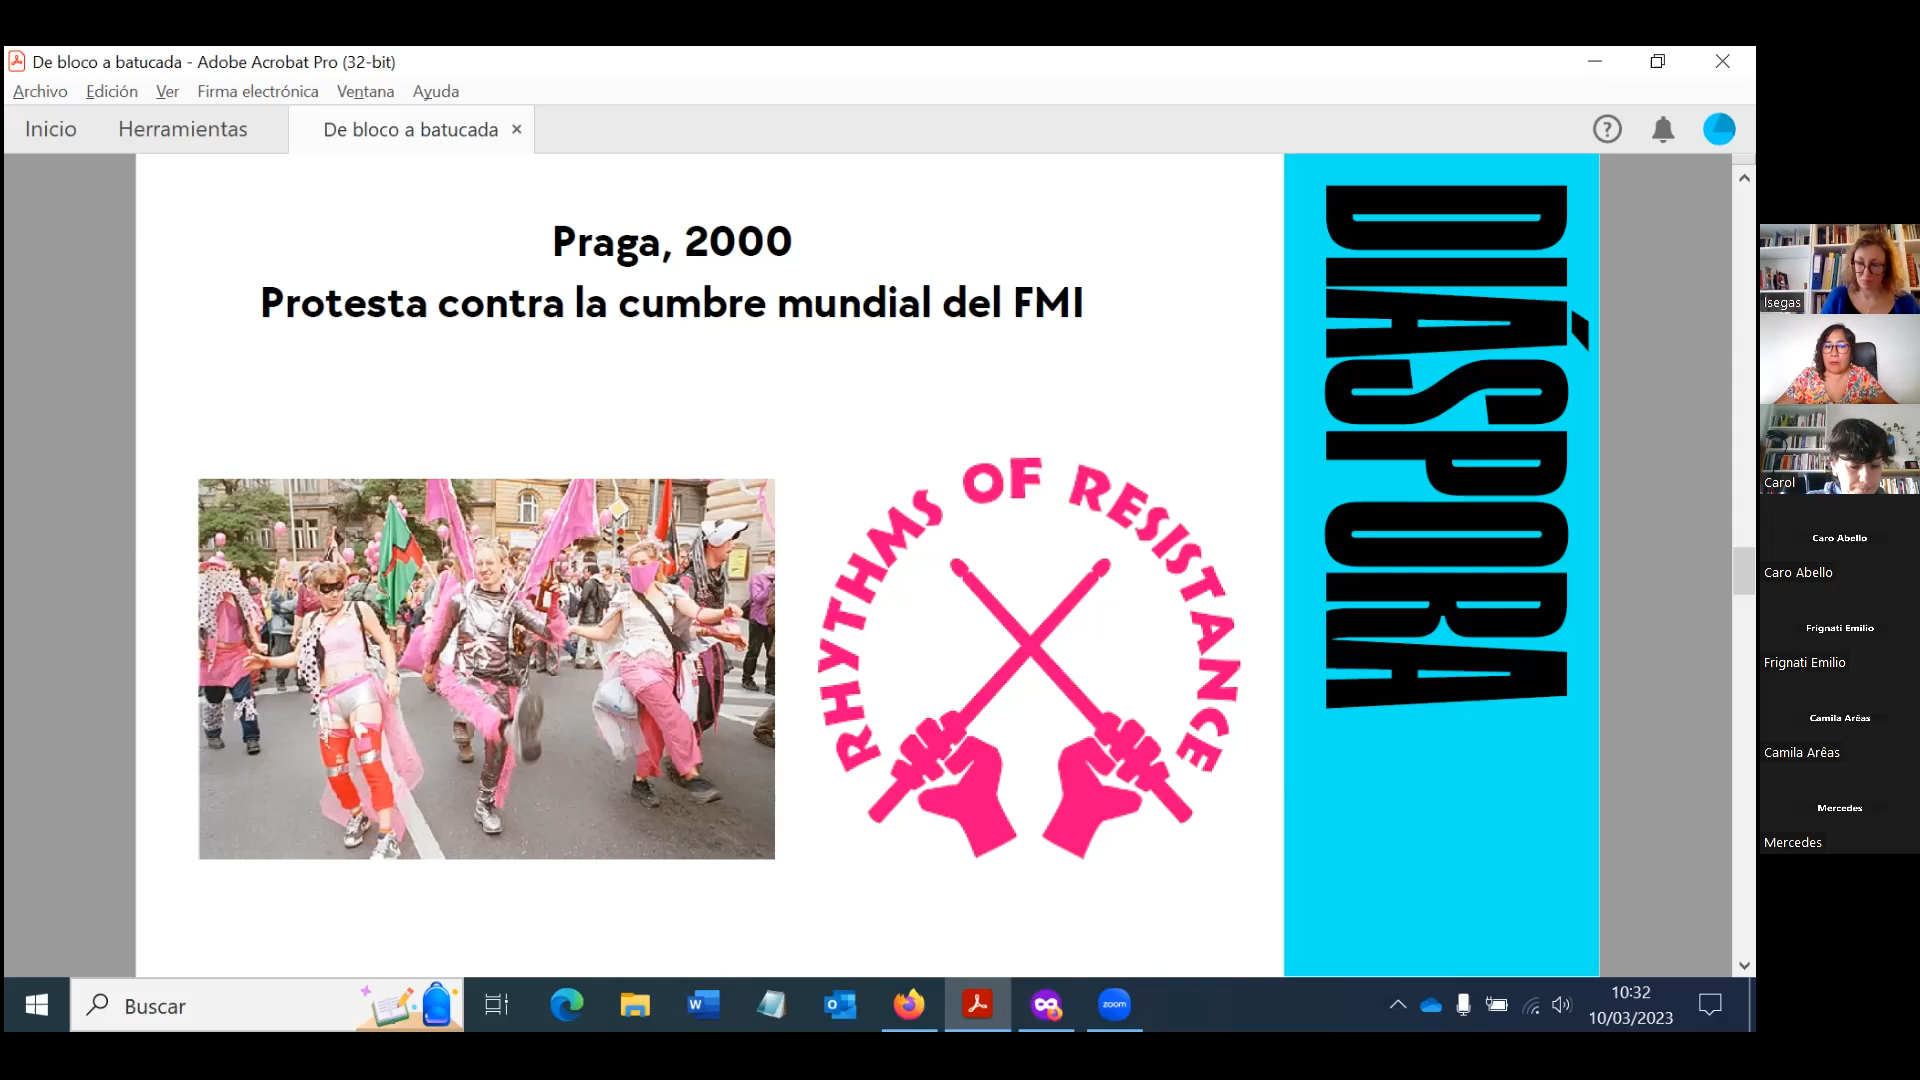 De bloco a batucada - Adobe Acrobat Pro (32-bit)
Archivo Edición Ver Firma electrónica Ventana Ayuda
Inicio Herramientas De bloco a batucada ×
Praga, 2000
Protesta contra la cumbre mundial del FMI
RHYTHMS OF RESISTANCE
DIÁSPORA
lsegas
Carol
Caro Abello
Caro Abello
Frignati Emilio
Frignati Emilio
Camila Arêas
Camila Arêas
Mercedes
Mercedes
Buscar
zoom
10:32
10/03/2023